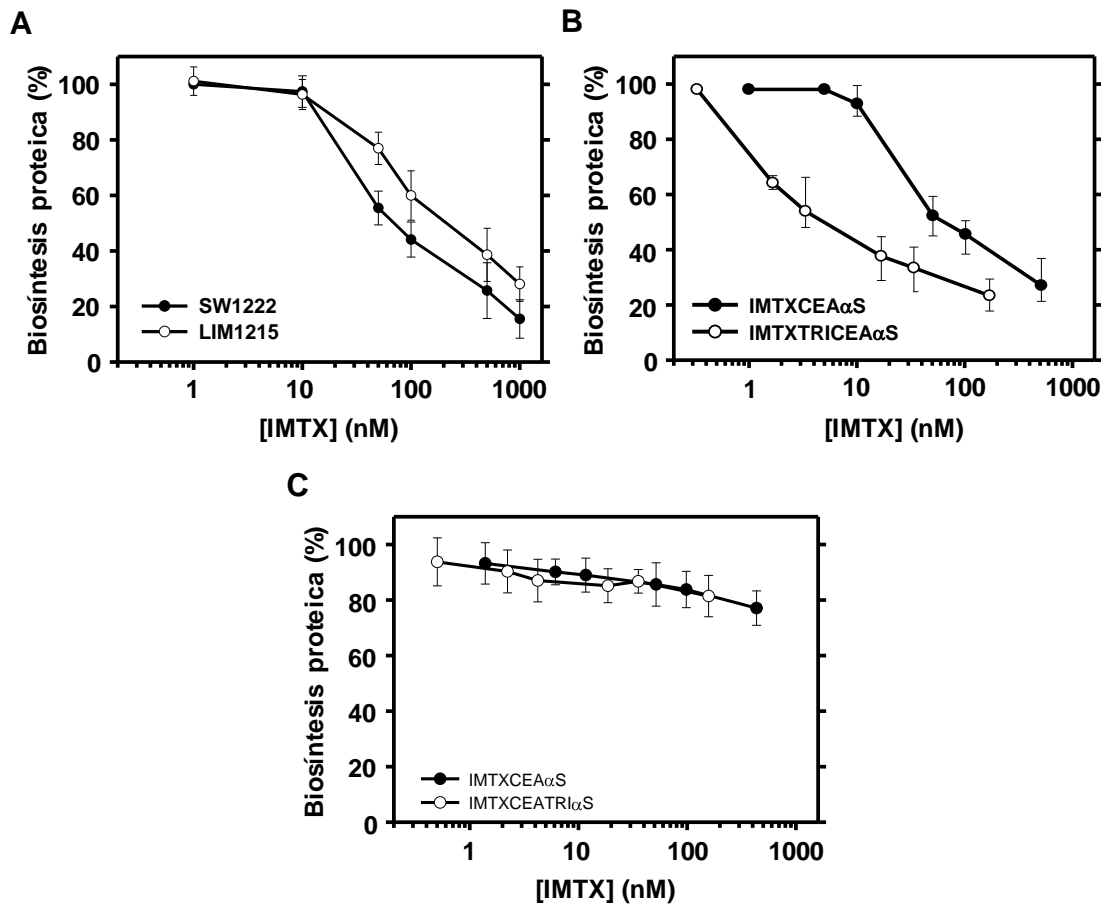 A
Biosíntesis proteica (%)
100
80
60
40
20
0
SW1222
LIM1215
1
10
100
1000
[IMTX] (nM)
B
Biosíntesis proteica (%)
100
80
60
40
20
0
IMTXCEAαS
IMTXTRICEAαS
1
10
100
1000
[IMTX] (nM)
C
Biosíntesis proteica (%)
100
80
60
40
20
0
IMTXCEAαS
IMTXCEATRIαS
1
10
100
1000
[IMTX] (nM)